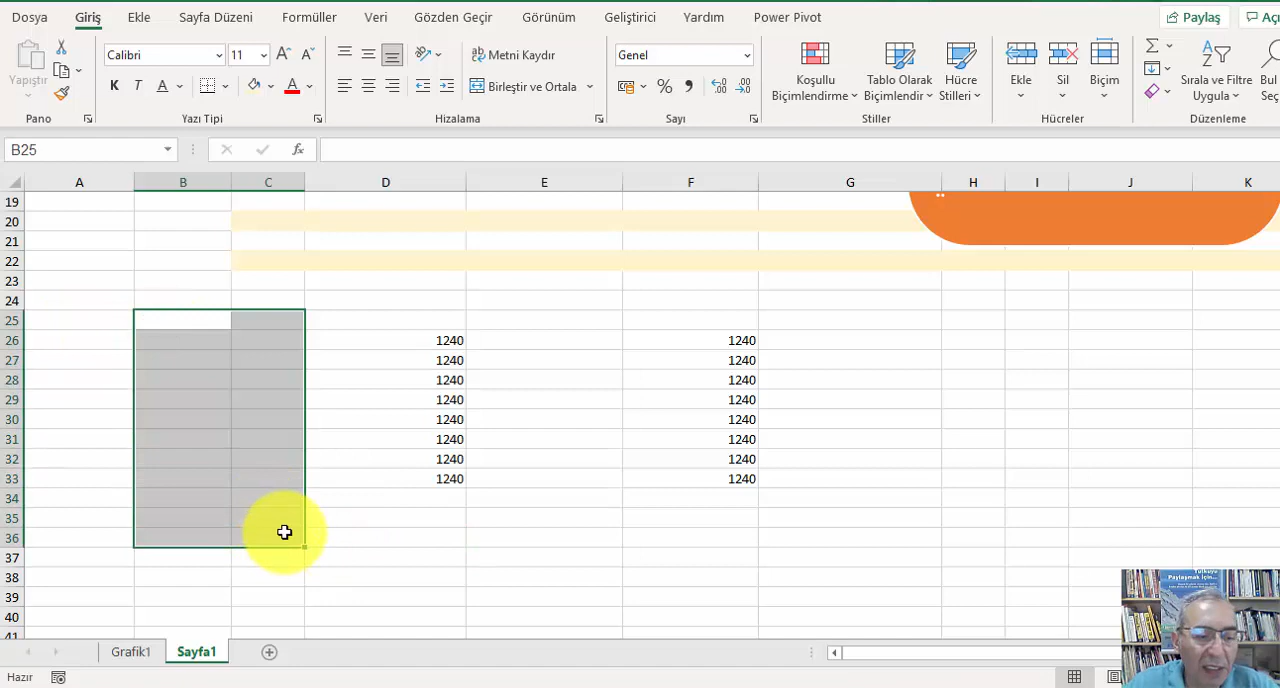 Dosya Giriş Ekle Sayfa Düzeni Formüller Veri Gözden Geçir Görünüm Geliştirici Yardım Power Pivot Paylaş
Yapıştır
Calibri 11
Metni Kaydır
Genel
K T A
Birleştir ve Ortala
Koşullu Biçimlendirme
Tablo Olarak Biçimlendir
Hücre Stilleri
Ekle
Sil
Biçim
Sırala ve Filtre Uygula
Bul
Pano Yazı Tipi Hizalama Sayı Stiller Hücreler Düzenleme
B25 fx
A B C D E F G H I J K
19
20
21
22
23
24
25
26 1240 1240
27 1240 1240
28 1240 1240
29 1240 1240
30 1240 1240
31 1240 1240
32 1240 1240
33 1240 1240
34
35
36
37
38
39
40
41
Paylaşmak İçin...
Grafik1 Sayfa1
Hazır